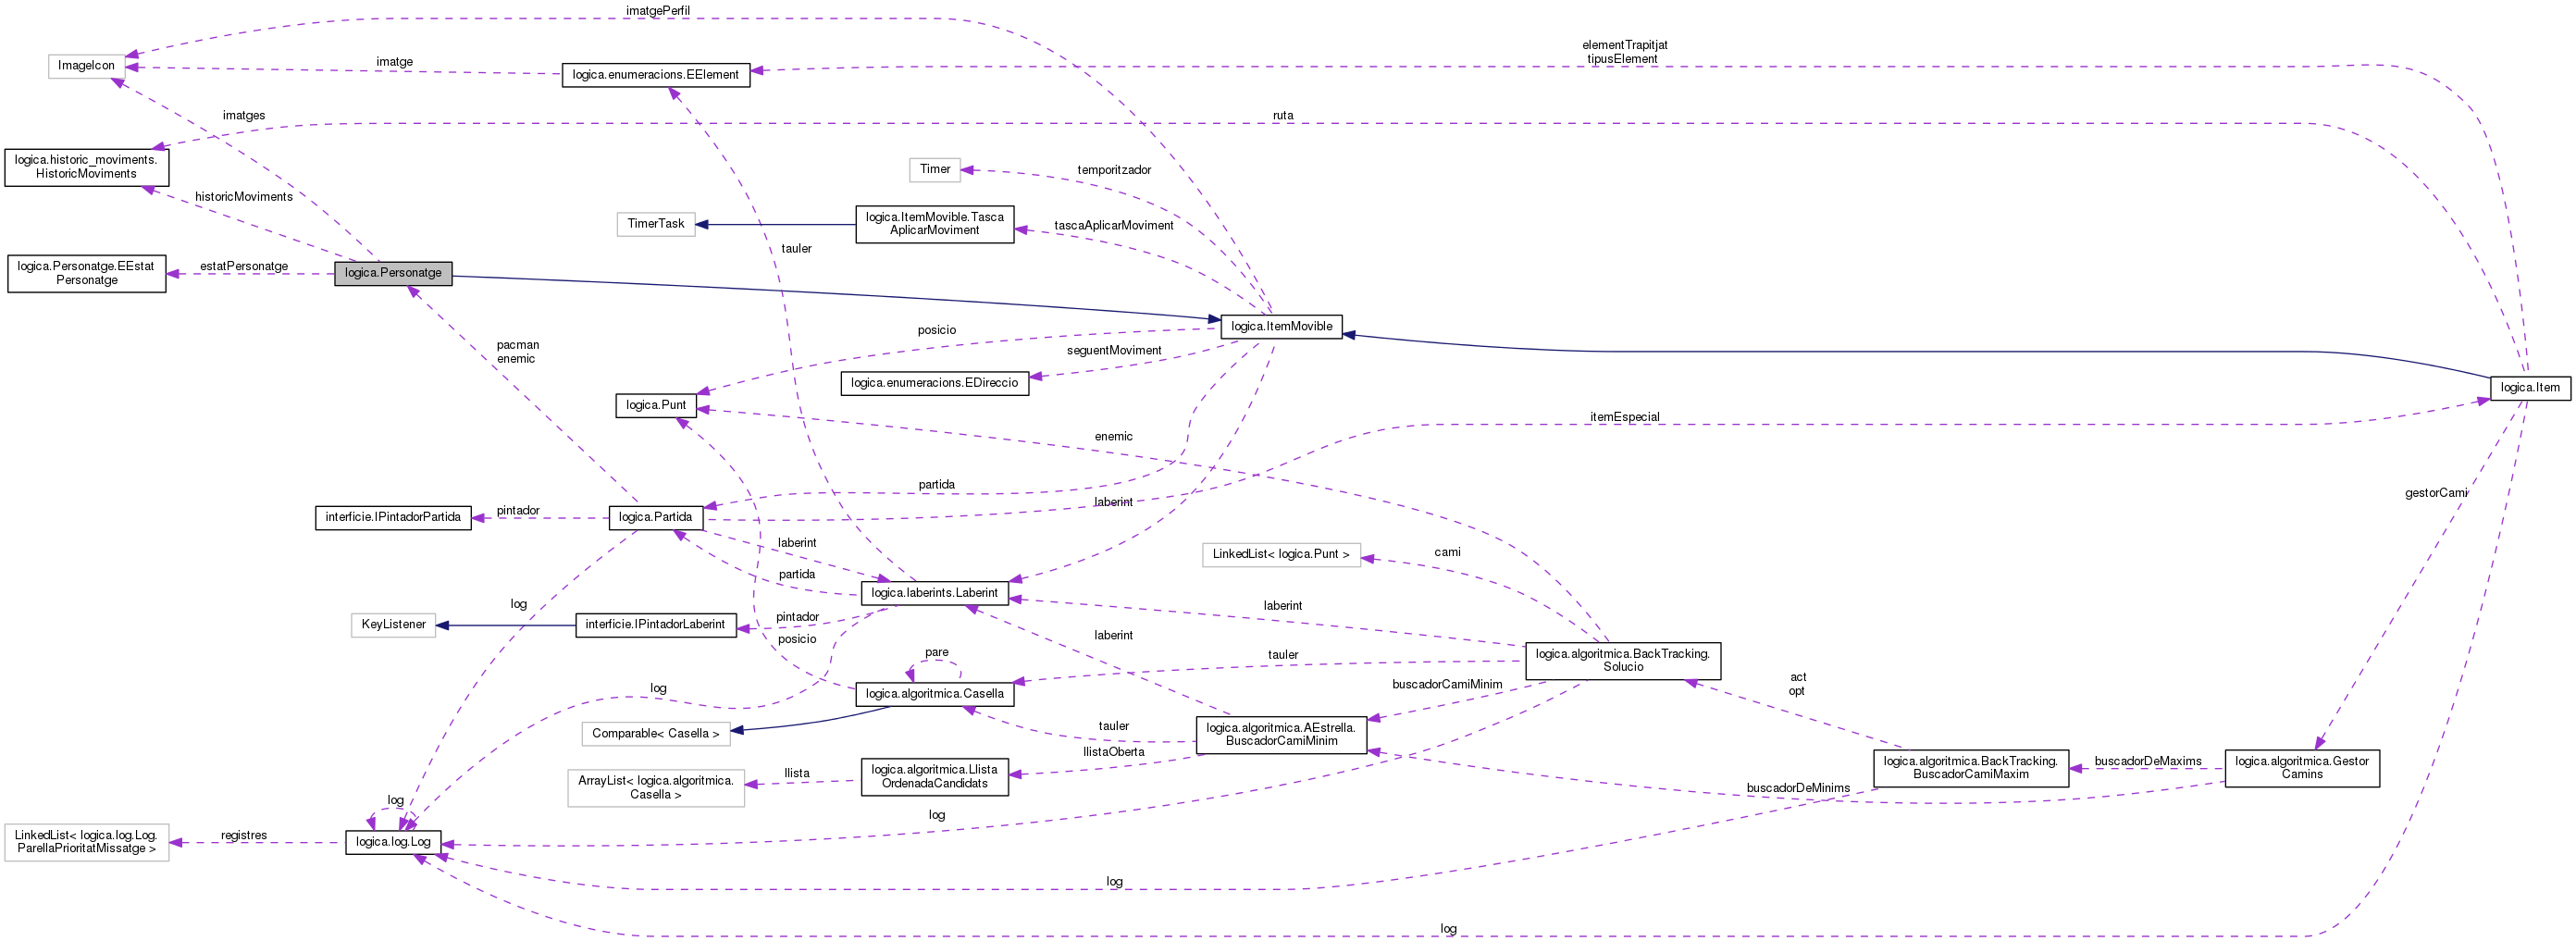 imatgePerfil
elementTrapitjat
tipusElement
ImageIcon
imatge
logica.enumeracions.EElement
imatges
ruta
logica.historic_moviments.
HistoricMoviments
Timer
temporitzador
historicMoviments
TimerTask
logica.ItemMovible.Tasca
AplicarMoviment
tascaAplicarMoviment
tauler
logica.Personatge.EEstat
Personatge
estatPersonatge
logica.Personatge
posicio
logica.ItemMovible
pacman
enemic
seguentMoviment
logica.enumeracions.EDireccio
logica.Item
logica.Punt
itemEspecial
enemic
partida
gestorCami
laberint
interficie.IPintadorPartida
pintador
logica.Partida
laberint
LinkedList< logica.Punt >
cami
partida
logica.laberints.Laberint
log
laberint
KeyListener
interficie.IPintadorLaberint
pintador
posicio
laberint
pare
tauler
logica.algoritmica.BackTracking.
Solucio
log
logica.algoritmica.Casella
buscadorCamiMinim
act
opt
Comparable< Casella >
tauler
logica.algoritmica.AEstrella.
BuscadorCamiMinim
llistaOberta
ArrayList< logica.algoritmica.
Casella >
llista
logica.algoritmica.Llista
OrdenadaCandidats
logica.algoritmica.BackTracking.
BuscadorCamiMaxim
buscadorDeMaxims
logica.algoritmica.Gestor
Camins
buscadorDeMinims
log
log
LinkedList< logica.log.Log.
ParellaPrioritatMissatge >
registres
logica.log.Log
log
log